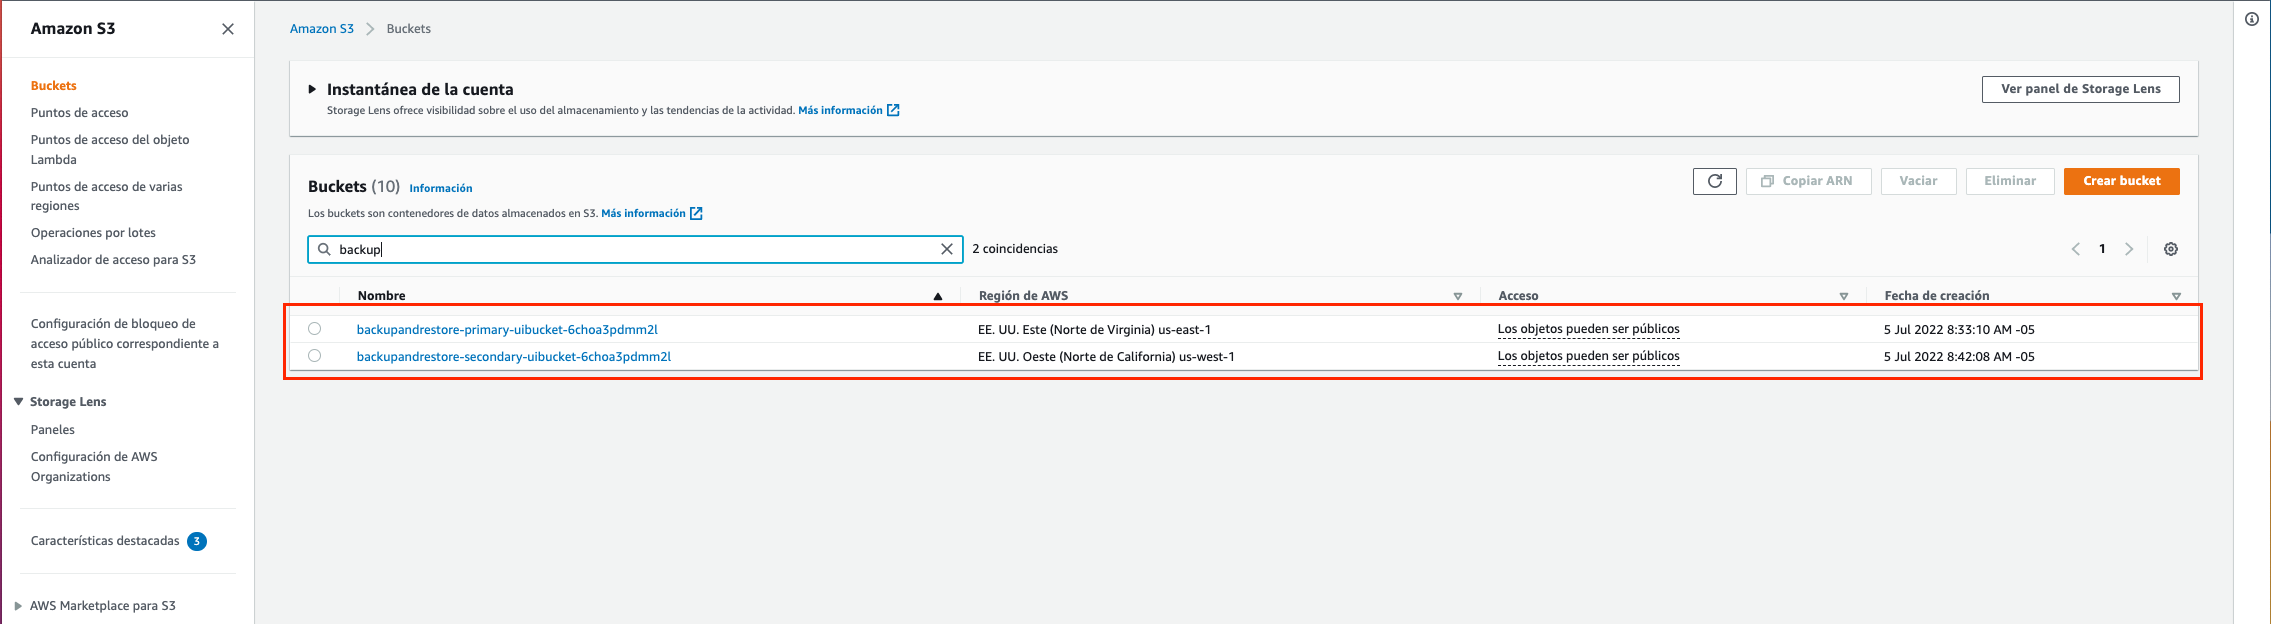 Amazon S3
Buckets
Puntos de acceso
Puntos de acceso del objeto
Lambda
Puntos de acceso de varias
regiones
Operaciones por lotes
Analizador de acceso para S3
Configuración de bloqueo de
acceso público correspondiente a
esta cuenta
Storage Lens
Paneles
Configuración de AWS
Organizations
Características destacadas 3
AWS Marketplace para S3
Amazon S3 Buckets
Instantánea de la cuenta
Storage Lens ofrece visibilidad sobre el uso del almacenamiento y las tendencias de la actividad. Más información
Ver panel de Storage Lens
Buckets (10) Información
Los buckets son contenedores de datos almacenados en S3. Más información
Copiar ARN Vaciar Eliminar Crear bucket
backup 2 coincidencias 1
Nombre Región de AWS Acceso Fecha de creación
backupandrestore-primary-uibucket-6choa3pdmm2l EE. UU. Este (Norte de Virginia) us-east-1 Los objetos pueden ser públicos 5 Jul 2022 8:33:10 AM -05
backupandrestore-secondary-uibucket-6choa3pdmm2l EE. UU. Oeste (Norte de California) us-west-1 Los objetos pueden ser públicos 5 Jul 2022 8:42:08 AM -05